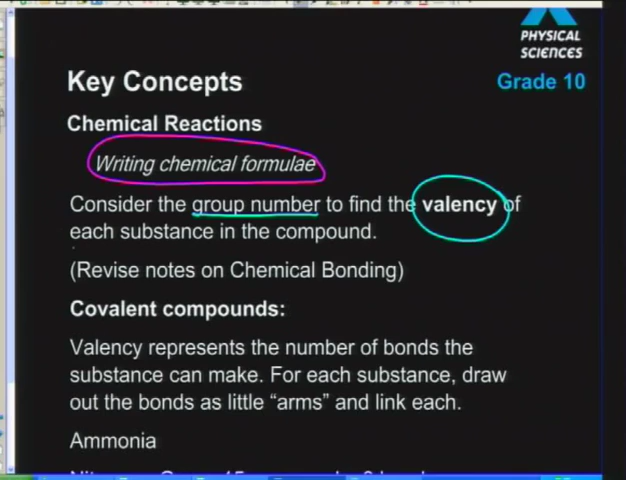 PHYSICAL
SCIENCES
Key Concepts
Grade 10
Chemical Reactions
Writing chemical formulae
Consider the group number to find the valency of
each substance in the compound.
(Revise notes on Chemical Bonding)
Covalent compounds:
Valency represents the number of bonds the
substance can make. For each substance, draw
out the bonds as little “arms” and link each.
Ammonia